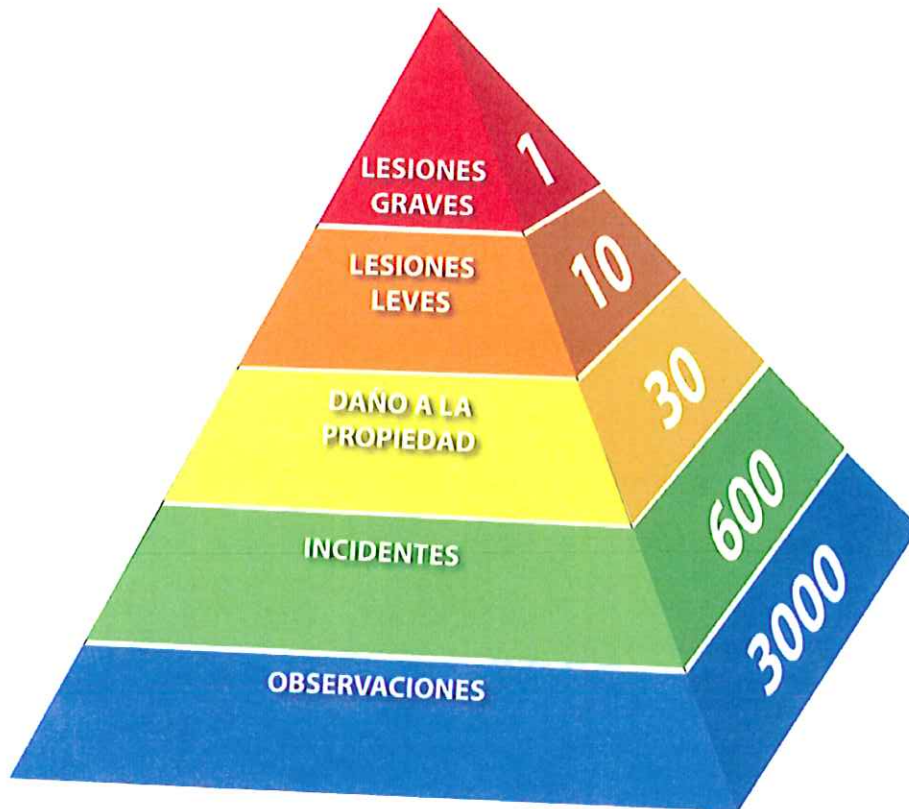 LESIONES
GRAVES
1
LESIONES
LEVES
10
DAÑO A LA
PROPIEDAD
30
INCIDENTES
600
OBSERVACIONES
3000